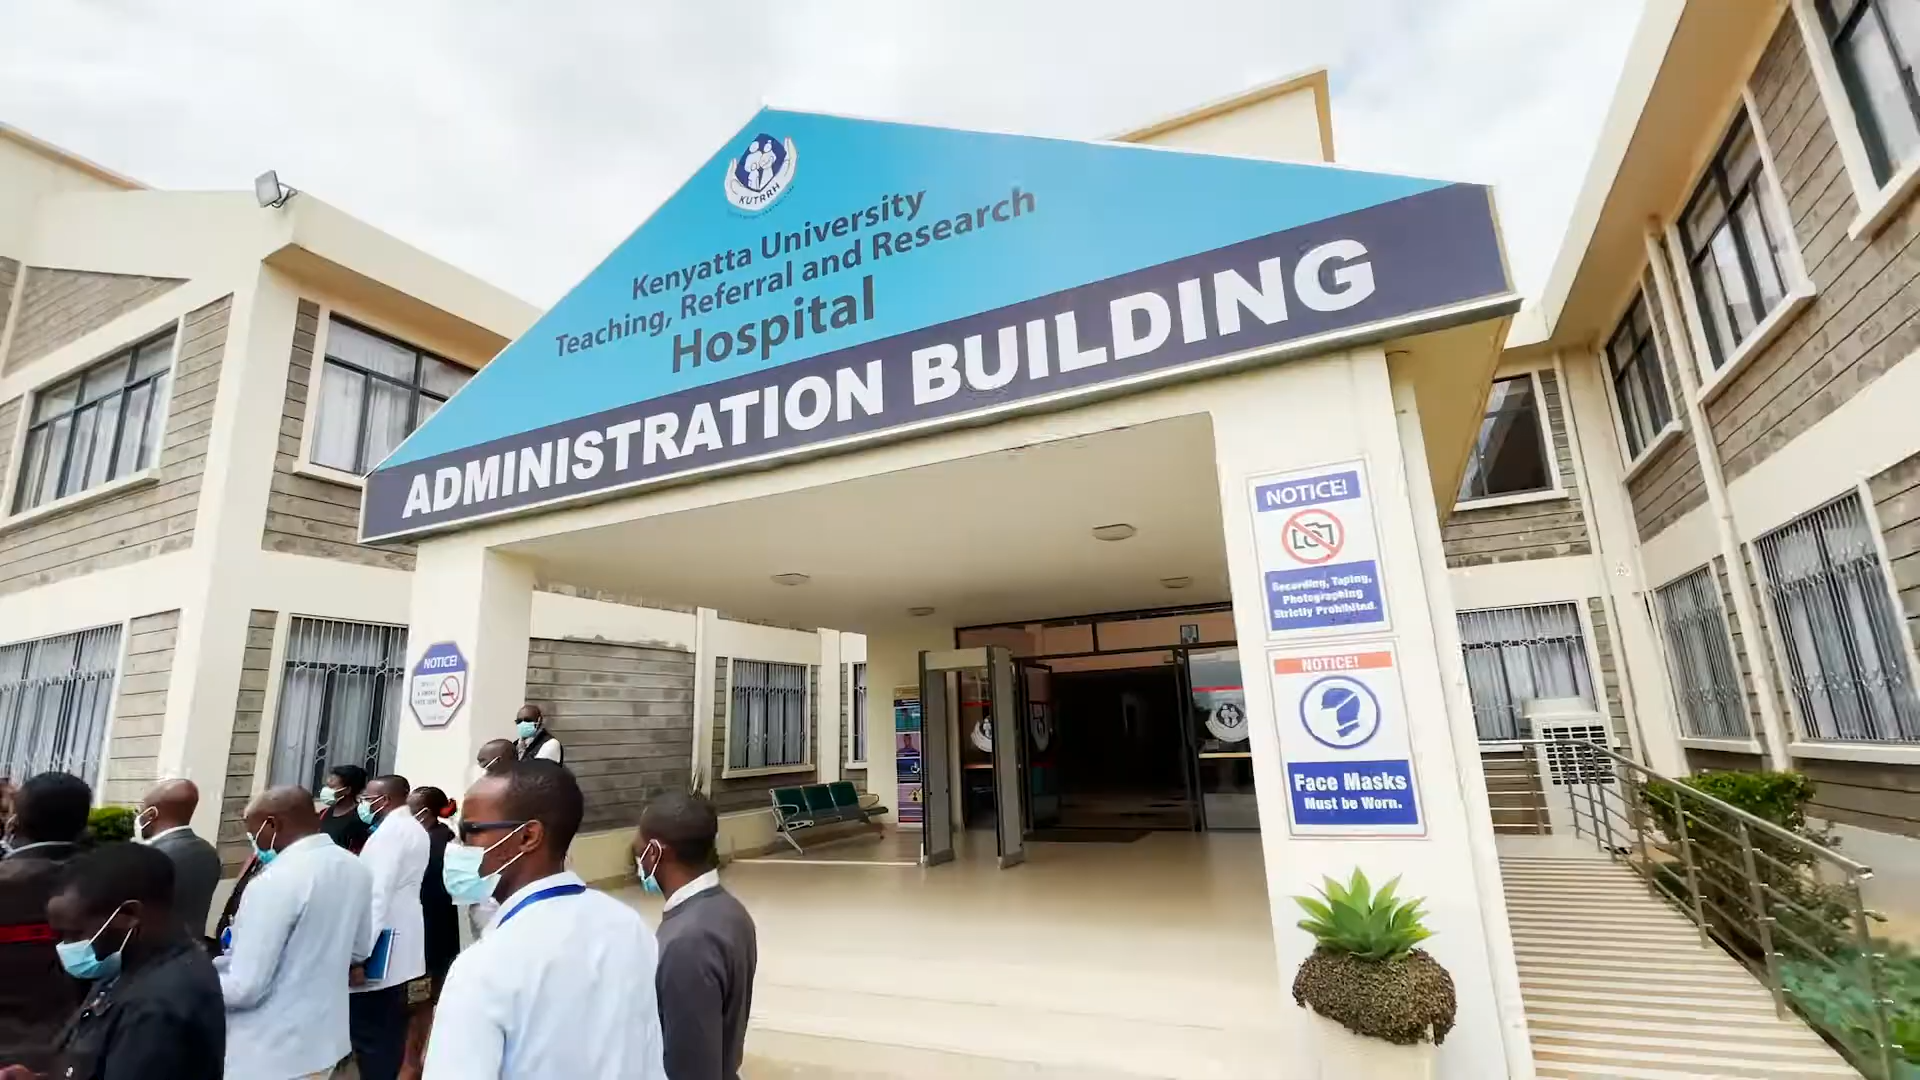 KUTRRH
Kenyatta University
Teaching, Referral and Research
Hospital
ADMINISTRATION BUILDING
NOTICE!
Recording, Taping,
Photographing
Strictly Prohibited.
NOTICE!
Face Masks
Must be Worn.
NOTICE!